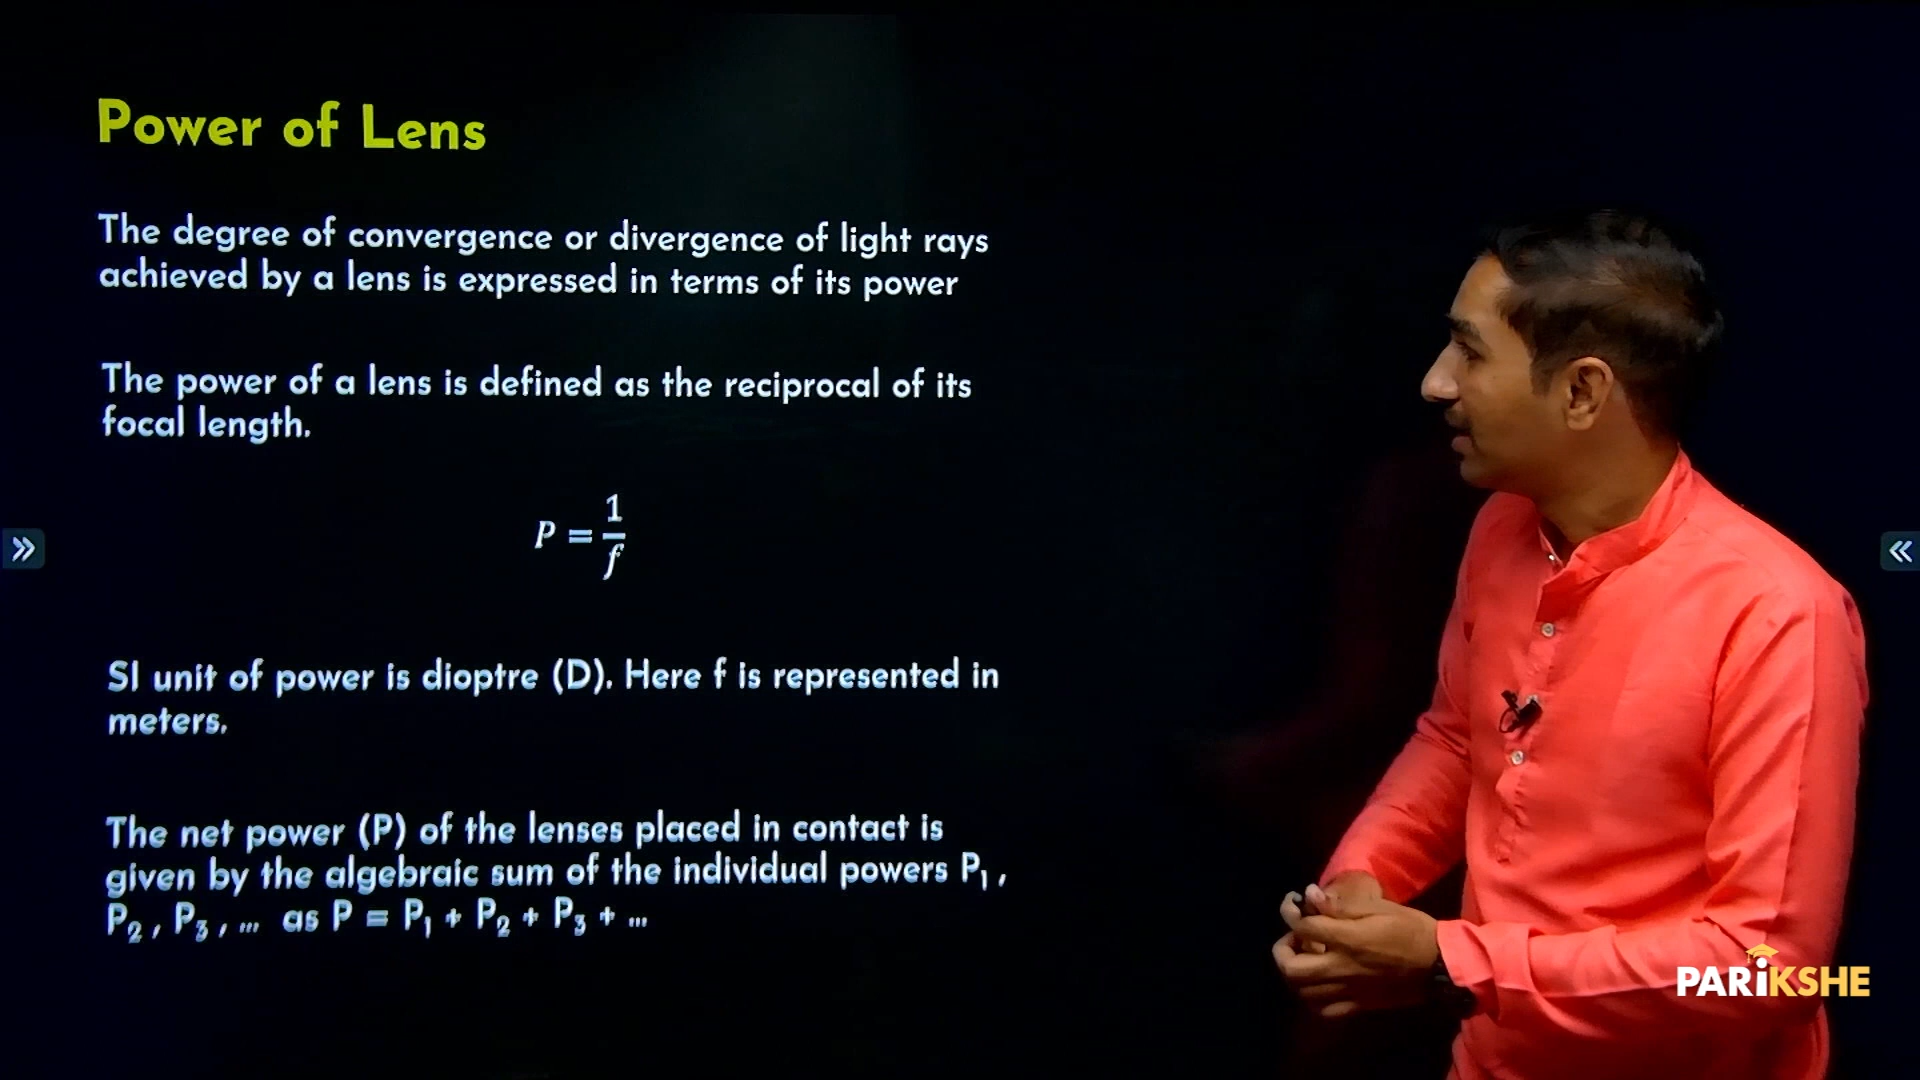 Power of Lens
The degree of convergence or divergence of light rays
achieved by a lens is expressed in terms of its power
The power of a lens is defined as the reciprocal of its
focal length.
P = 1/f
SI unit of power is dioptre (D). Here f is represented in
meters.
The net power (P) of the lenses placed in contact is
given by the algebraic sum of the individual powers P₁ ,
P₂ , P₃ , ... as P = P₁ + P₂ + P₃ + ...
PARiKSHE